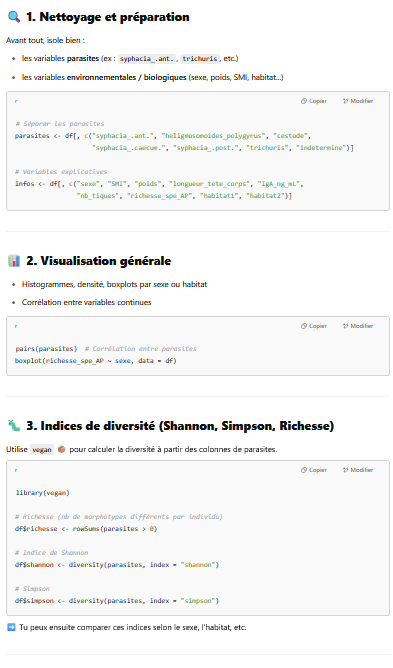 🔍 1. Nettoyage et préparation
Avant tout, isole bien :
• les variables parasites (ex : syphacia_.ant., trichuris, etc.)
• les variables environnementales / biologiques (sexe, poids, SMI, habitat...)
r Copier Modifier
# Séparer les parasites
parasites <- df[, c("syphacia_.ant.", "heligmosomoides_polygyrus", "cestode",
"syphacia_.caecum.", "syphacia_.post.", "trichuris", "indetermine")]
# Variables explicatives
infos <- df[, c("sexe", "SMI", "poids", "longueur_tete_corps", "IgA_ng_mL",
"nb_tiques", "richesse_spe_AP", "habitat1", "habitat2")]
📊 2. Visualisation générale
• Histogrammes, densité, boxplots par sexe ou habitat
• Corrélation entre variables continues
r Copier Modifier
pairs(parasites) # Corrélation entre parasites
boxplot(richesse_spe_AP ~ sexe, data = df)
🦠 3. Indices de diversité (Shannon, Simpson, Richesse)
Utilise vegan 📦 pour calculer la diversité à partir des colonnes de parasites.
r Copier Modifier
library(vegan)
# Richesse (nb de morphotypes différents par individu)
df$richesse <- rowSums(parasites > 0)
# Indice de Shannon
df$shannon <- diversity(parasites, index = "shannon")
# Simpson
df$simpson <- diversity(parasites, index = "simpson")
➡️ Tu peux ensuite comparer ces indices selon le sexe, l'habitat, etc.